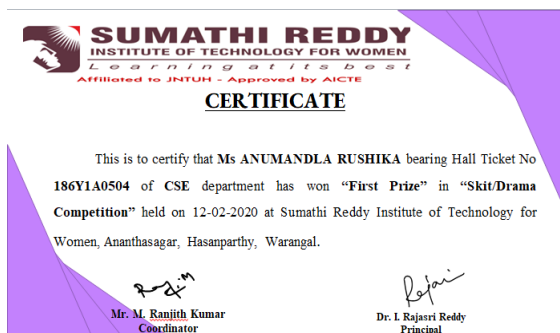 SUMATHI REDDY
INSTITUTE OF TECHNOLOGY FOR WOMEN
Learning at its best
Affiliated to JNTUH - Approved by AICTE
CERTIFICATE
This is to certify that Ms ANUMANDLA RUSHIKA bearing Hall Ticket No
186Y1A0504 of CSE department has won “First Prize” in “Skit/Drama
Competition” held on 12-02-2020 at Sumathi Reddy Institute of Technology for
Women, Ananthasagar, Hasanparthy, Warangal.
Mr. M. Ranjith Kumar
Coordinator
Dr. I. Rajasri Reddy
Principal